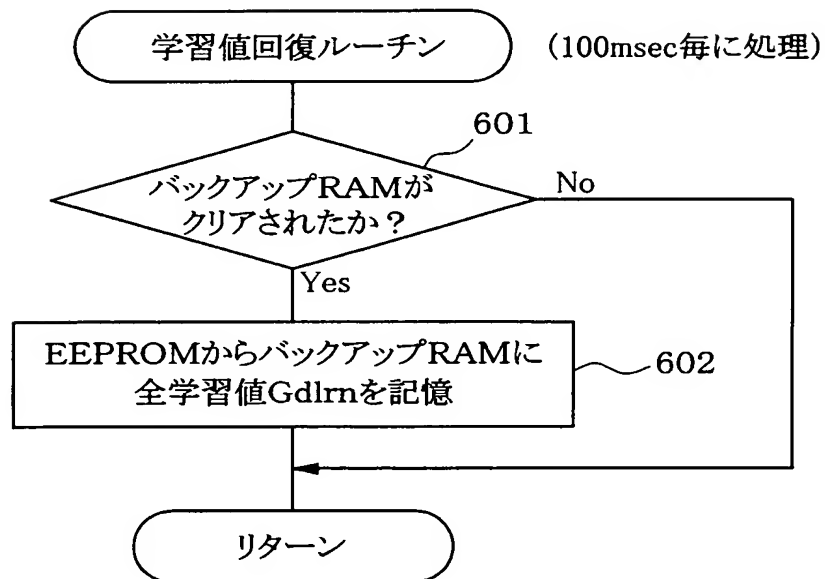 学習値回復ルーチン
(100msec毎に処理)
601
バックアップRAMが
クリアされたか？
No
Yes
EEPROMからバックアップRAMに
全学習値Gdlrnを記憶
602
リターン